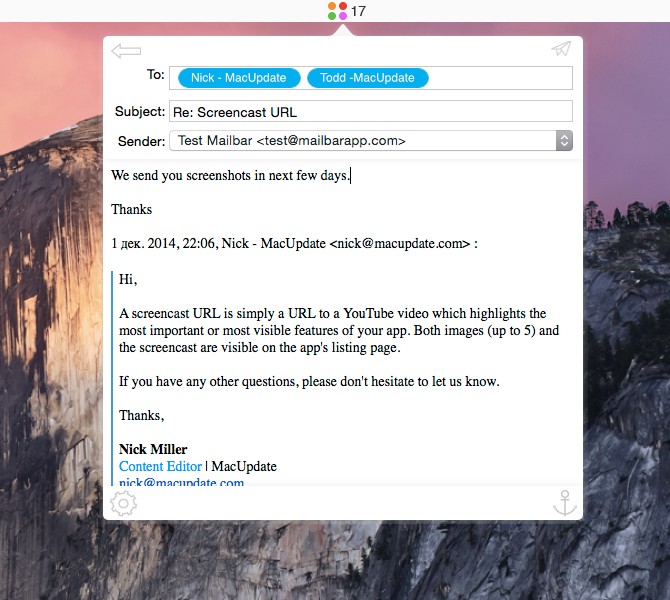 17
To: Nick - MacUpdate Todd -MacUpdate
Subject: Re: Screencast URL
Sender: Test Mailbar <test@mailbarapp.com>
We send you screenshots in next few days.
Thanks
1 дек. 2014, 22:06, Nick - MacUpdate <nick@macupdate.com> :
Hi,
A screencast URL is simply a URL to a YouTube video which highlights the
most important or most visible features of your app. Both images (up to 5) and
the screencast are visible on the app's listing page.
If you have any other questions, please don't hesitate to let us know.
Thanks,
Nick Miller
Content Editor | MacUpdate
nick@macupdate.com